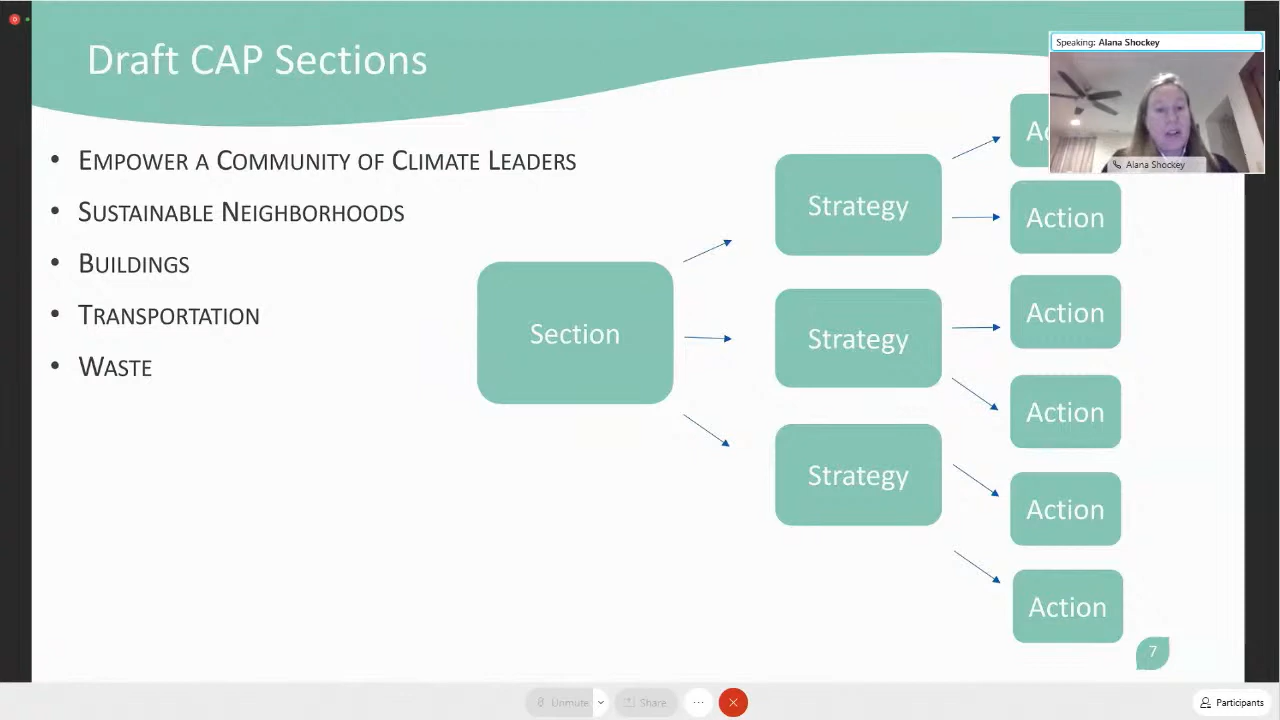 Draft CAP Sections
Speaking: Alana Shockey
Alana Shockey
• EMPOWER A COMMUNITY OF CLIMATE LEADERS
• SUSTAINABLE NEIGHBORHOODS
• BUILDINGS
• TRANSPORTATION
• WASTE
Section
Strategy
Strategy
Strategy
Action
Action
Action
Action
Action
7
Unmute
Share
Participants